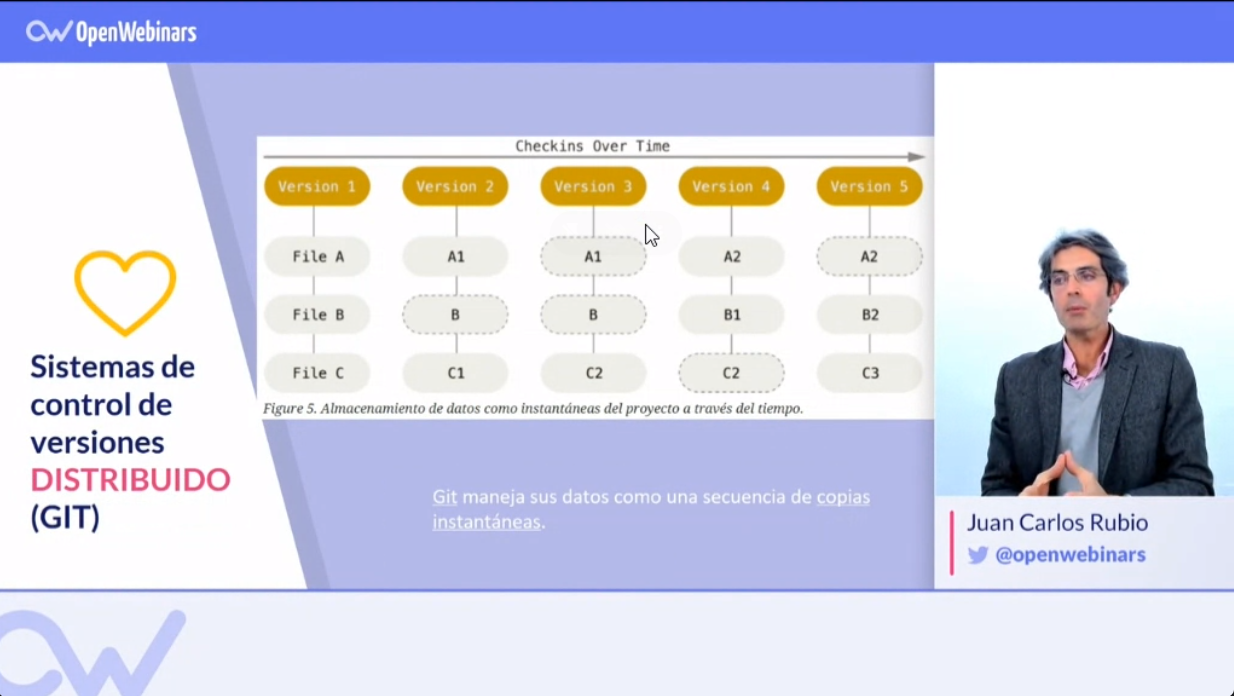 OpenWebinars
Checkins Over Time
Version 1 Version 2 Version 3 Version 4 Version 5
File A A1 A1 A2 A2
File B B B B1 B2
File C C1 C2 C2 C3
Figure 5. Almacenamiento de datos como instantáneas del proyecto a través del tiempo.
Sistemas de
control de
versiones
DISTRIBUIDO
(GIT)
Git maneja sus datos como una secuencia de copias
instantáneas.
Juan Carlos Rubio
@openwebinars